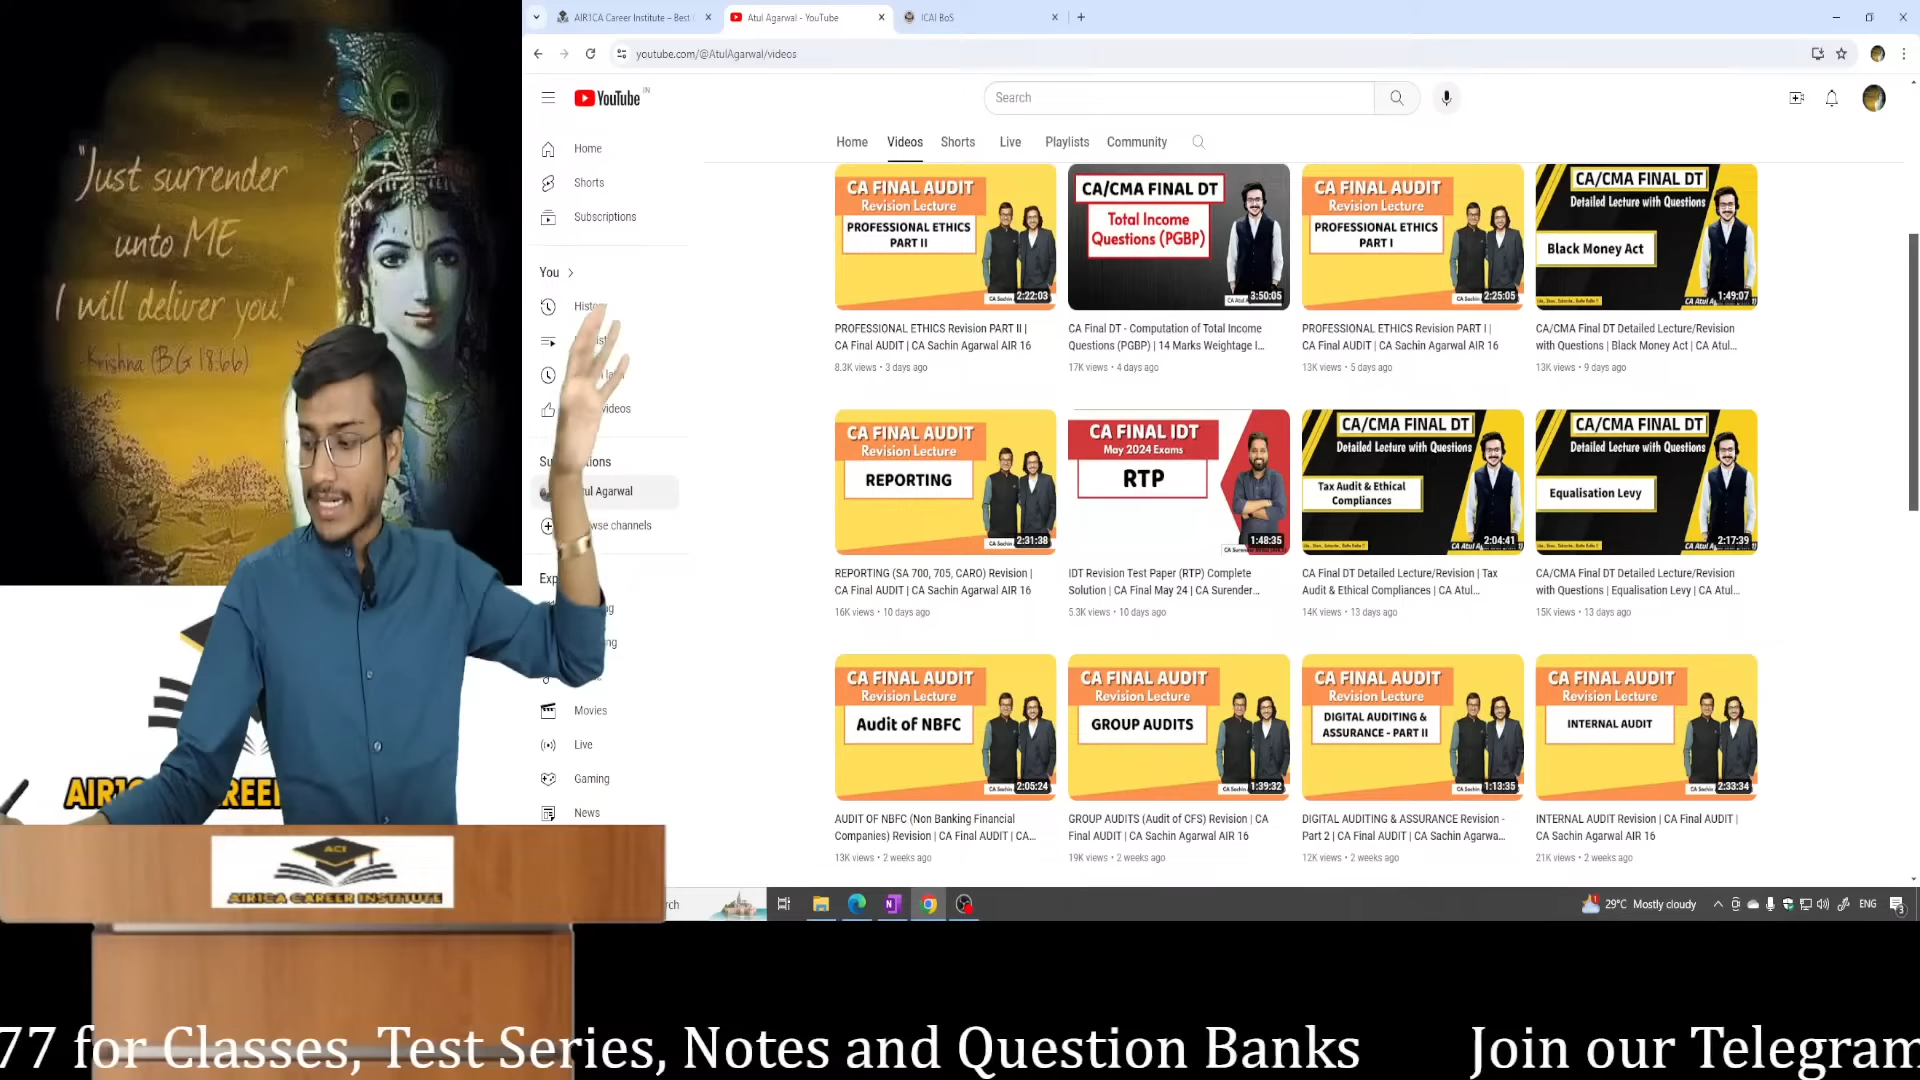 AIR1CA Career Institute – Best
Atul Agarwal - YouTube
ICAI BoS
youtube.com/@AtulAgarwal/videos
YouTube
IN
Search
Home
Shorts
Subscriptions
You
Movies
Live
Gaming
News
Home
Videos
Shorts
Live
Playlists
Community
"Just surrender
unto ME
I will deliver you!"
-Krishna (BG 18:66)
CA FINAL AUDIT
Revision Lecture
PROFESSIONAL ETHICS
PART II
2:22:03
PROFESSIONAL ETHICS Revision PART II |
CA Final AUDIT | CA Sachin Agarwal AIR 16
8.3K views • 3 days ago
CA/CMA FINAL DT
Total Income
Questions (PGBP)
3:50:05
CA Final DT - Computation of Total Income
Questions (PGBP) | 14 Marks Weightage I...
17K views • 4 days ago
CA FINAL AUDIT
Revision Lecture
PROFESSIONAL ETHICS
PART I
2:25:05
PROFESSIONAL ETHICS Revision PART I |
CA Final AUDIT | CA Sachin Agarwal AIR 16
13K views • 5 days ago
CA/CMA FINAL DT
Detailed Lecture with Questions
Black Money Act
1:49:07
CA/CMA Final DT Detailed Lecture/Revision
with Questions | Black Money Act | CA Atul...
13K views • 9 days ago
CA FINAL AUDIT
Revision Lecture
REPORTING
2:31:38
REPORTING (SA 700, 705, CARO) Revision |
CA Final AUDIT | CA Sachin Agarwal AIR 16
16K views • 10 days ago
CA FINAL IDT
May 2024 Exams
RTP
1:48:35
IDT Revision Test Paper (RTP) Complete
Solution | CA Final May 24 | CA Surender...
5.3K views • 10 days ago
CA/CMA FINAL DT
Detailed Lecture with Questions
Tax Audit & Ethical
Compliances
2:04:41
CA Final DT Detailed Lecture/Revision | Tax
Audit & Ethical Compliances | CA Atul...
14K views • 13 days ago
CA/CMA FINAL DT
Detailed Lecture with Questions
Equalisation Levy
2:17:39
CA/CMA Final DT Detailed Lecture/Revision
with Questions | Equalisation Levy | CA Atul...
15K views • 13 days ago
CA FINAL AUDIT
Revision Lecture
Audit of NBFC
2:05:24
AUDIT OF NBFC (Non Banking Financial
Companies) Revision | CA Final AUDIT | CA...
13K views • 2 weeks ago
CA FINAL AUDIT
Revision Lecture
GROUP AUDITS
1:39:32
GROUP AUDITS (Audit of CFS) Revision | CA
Final AUDIT | CA Sachin Agarwal AIR 16
19K views • 2 weeks ago
CA FINAL AUDIT
Revision Lecture
DIGITAL AUDITING &
ASSURANCE - PART II
1:13:35
DIGITAL AUDITING & ASSURANCE Revision -
Part 2 | CA Final AUDIT | CA Sachin Agarwa...
12K views • 2 weeks ago
CA FINAL AUDIT
Revision Lecture
INTERNAL AUDIT
2:33:34
INTERNAL AUDIT Revision | CA Final AUDIT |
CA Sachin Agarwal AIR 16
21K views • 2 weeks ago
ACI
AIR1CA CAREER INSTITUTE
29°C Mostly cloudy
ENG
77 for Classes, Test Series, Notes and Question Banks
Join our Telegram